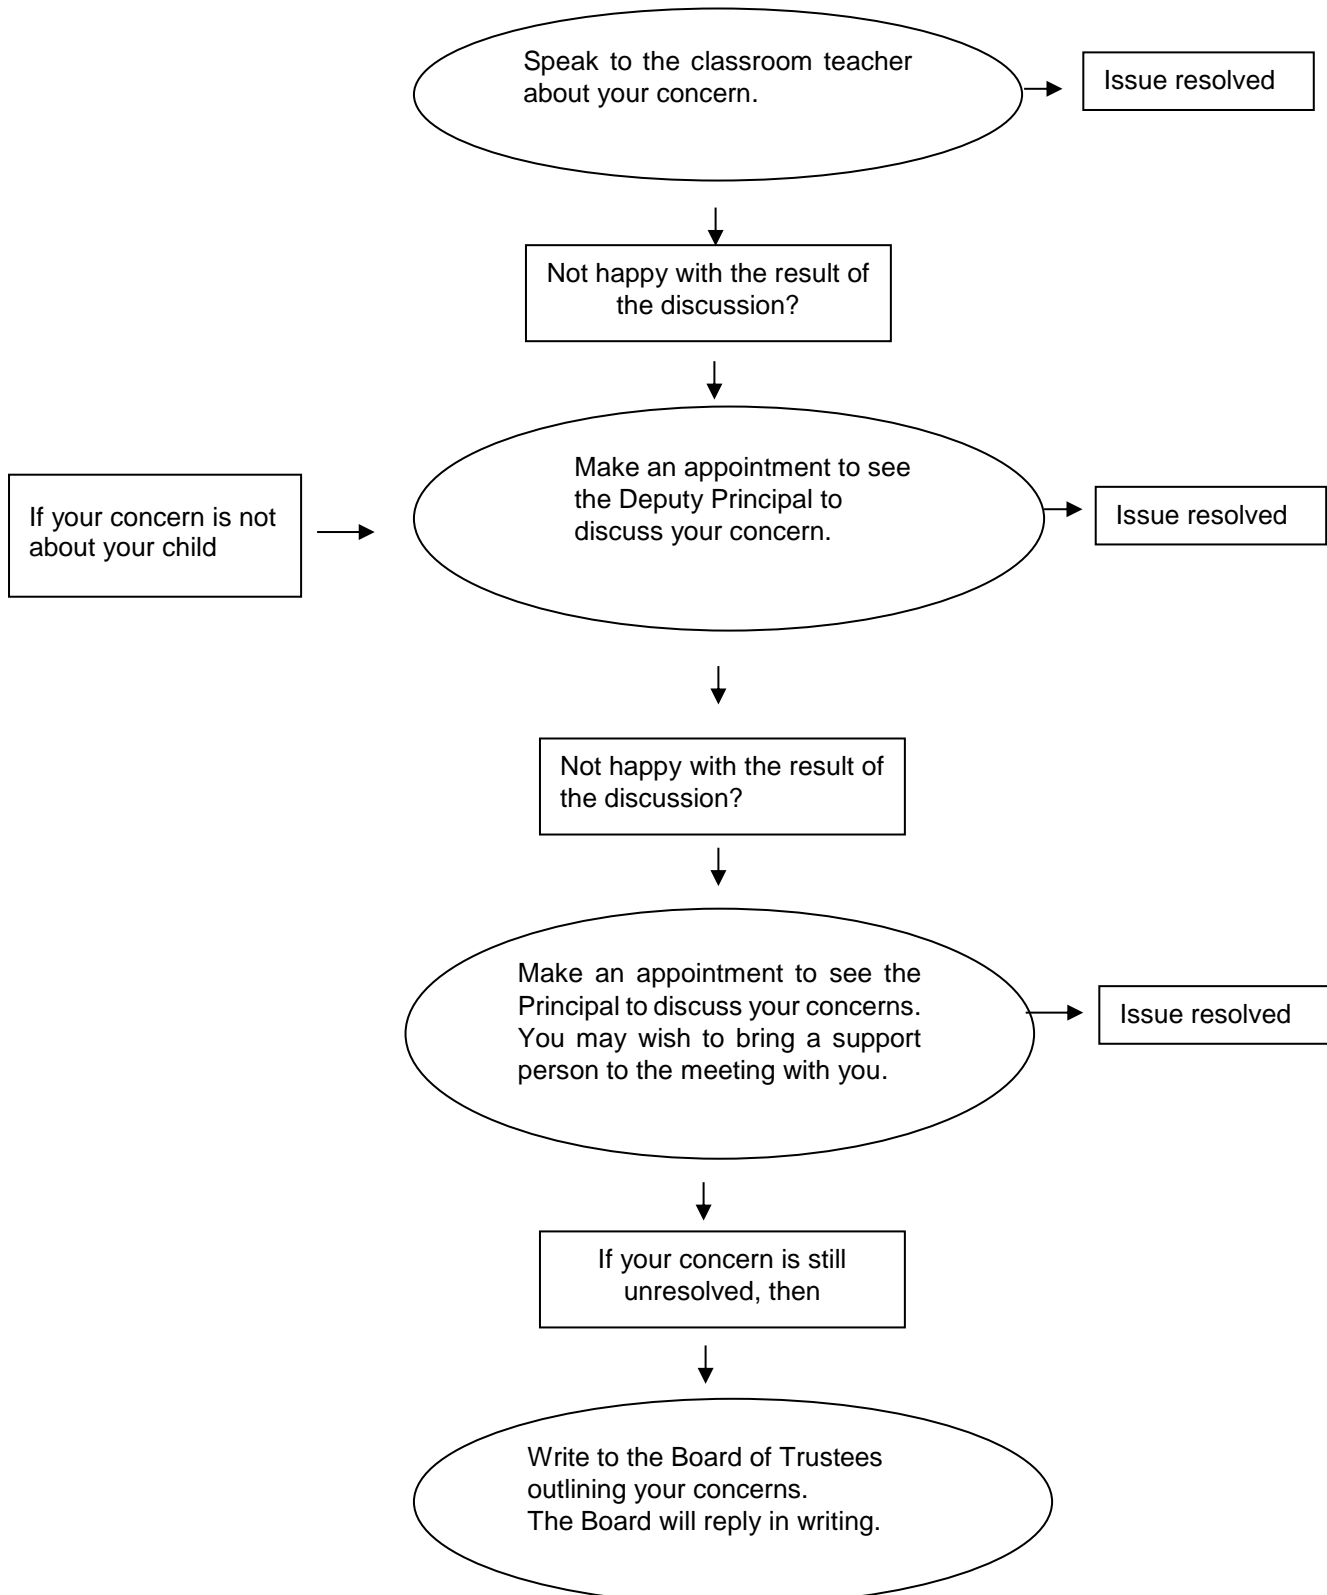 Speak to the classroom teacher
about your concern.
Issue resolved
Not happy with the result of
the discussion?
If your concern is not
about your child
Make an appointment to see
the Deputy Principal to
discuss your concern.
Issue resolved
Not happy with the result of
the discussion?
Make an appointment to see the
Principal to discuss your concerns.
You may wish to bring a support
person to the meeting with you.
Issue resolved
If your concern is still
unresolved, then
Write to the Board of Trustees
outlining your concerns.
The Board will reply in writing.